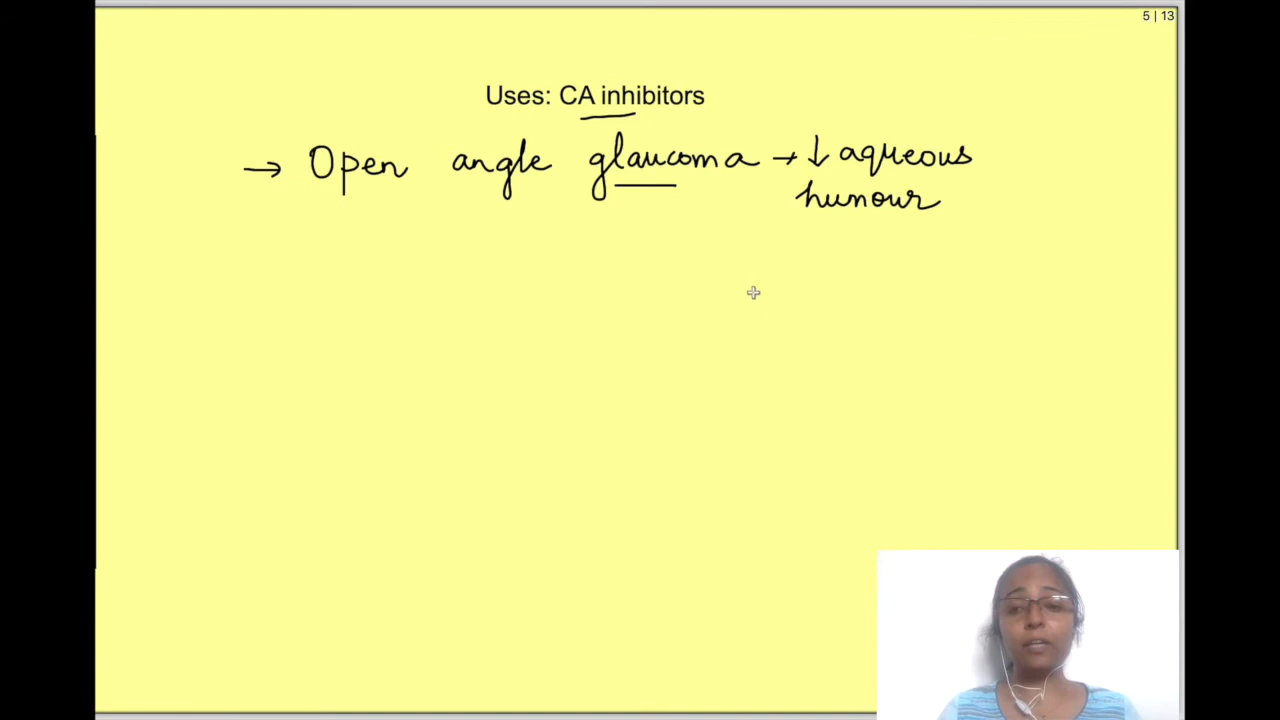 5 | 13
Uses: CA inhibitors
→ Open angle glaucoma → ↓ aqueous
humour